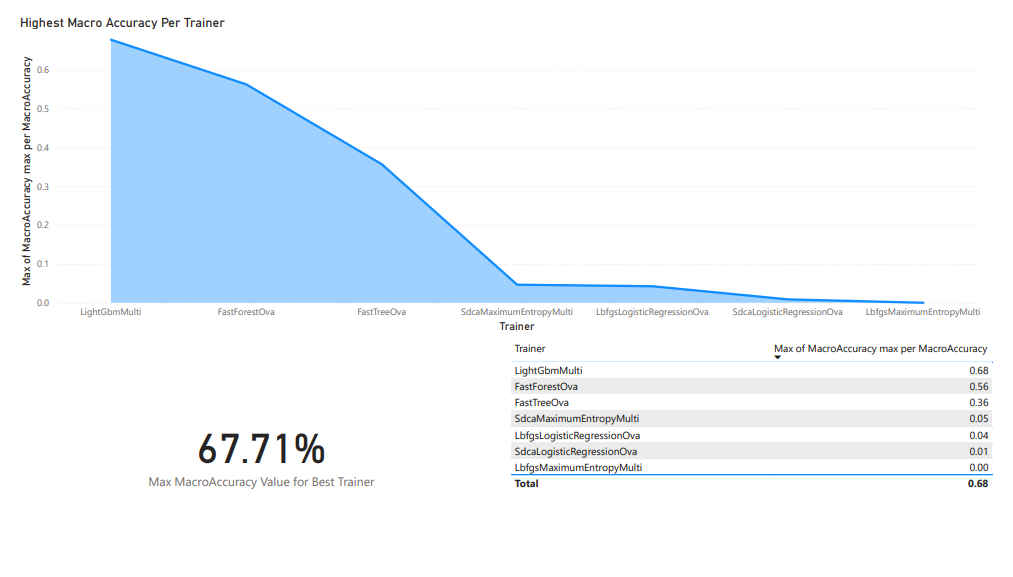 Highest Macro Accuracy Per Trainer
Max of MacroAccuracy max per MacroAccuracy
0.6
0.5
0.4
0.3
0.2
0.1
0.0
LightGbmMulti FastForestOva FastTreeOva SdcaMaximumEntropyMulti LbfgsLogisticRegressionOva SdcaLogisticRegressionOva LbfgsMaximumEntropyMulti
Trainer
Trainer Max of MacroAccuracy max per MacroAccuracy
LightGbmMulti 0.68
FastForestOva 0.56
FastTreeOva 0.36
SdcaMaximumEntropyMulti 0.05
LbfgsLogisticRegressionOva 0.04
SdcaLogisticRegressionOva 0.01
LbfgsMaximumEntropyMulti 0.00
Total 0.68
67.71%
Max MacroAccuracy Value for Best Trainer